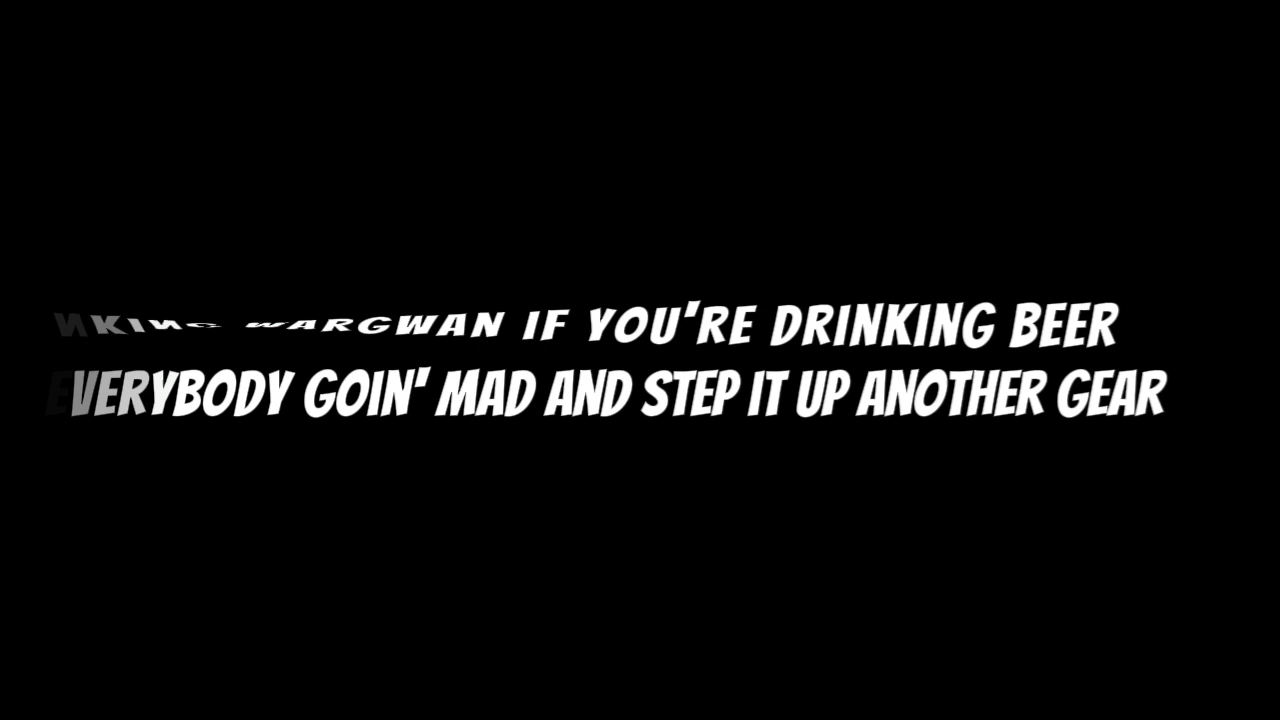 WARGWAN IF YOU'RE DRINKING BEER
EVERYBODY GOIN' MAD AND STEP IT UP ANOTHER GEAR